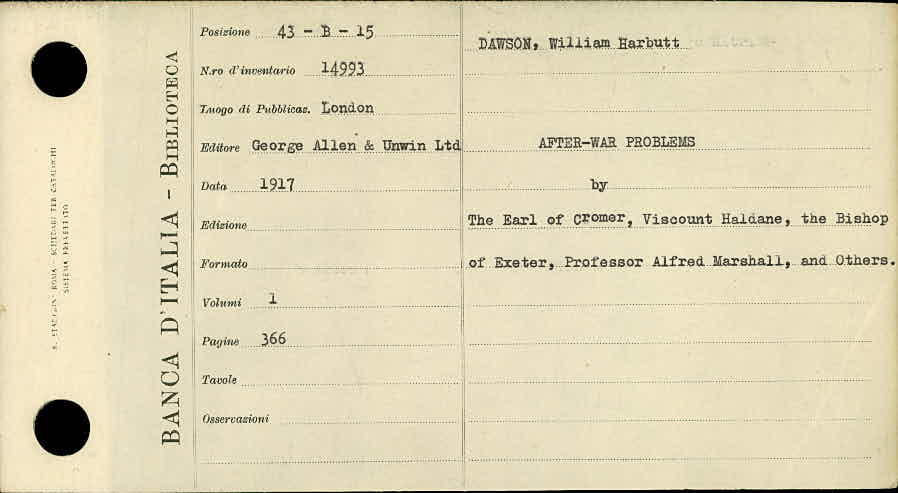 BANCA D'ITALIA – BIBLIOTECA
Posizione 43 - B - 15
N.ro d'inventario 14993
Luogo di Pubblicaz. London
Editore George Allen & Unwin Ltd
Data 1917
Edizione
Formato
Volumi 1
Pagine 366
Tavole
Osservazioni
DAWSON, William Harbutt
AFTER-WAR PROBLEMS
by
The Earl of Cromer, Viscount Haldane, the Bishop
of Exeter, Professor Alfred Marshall, and Others.